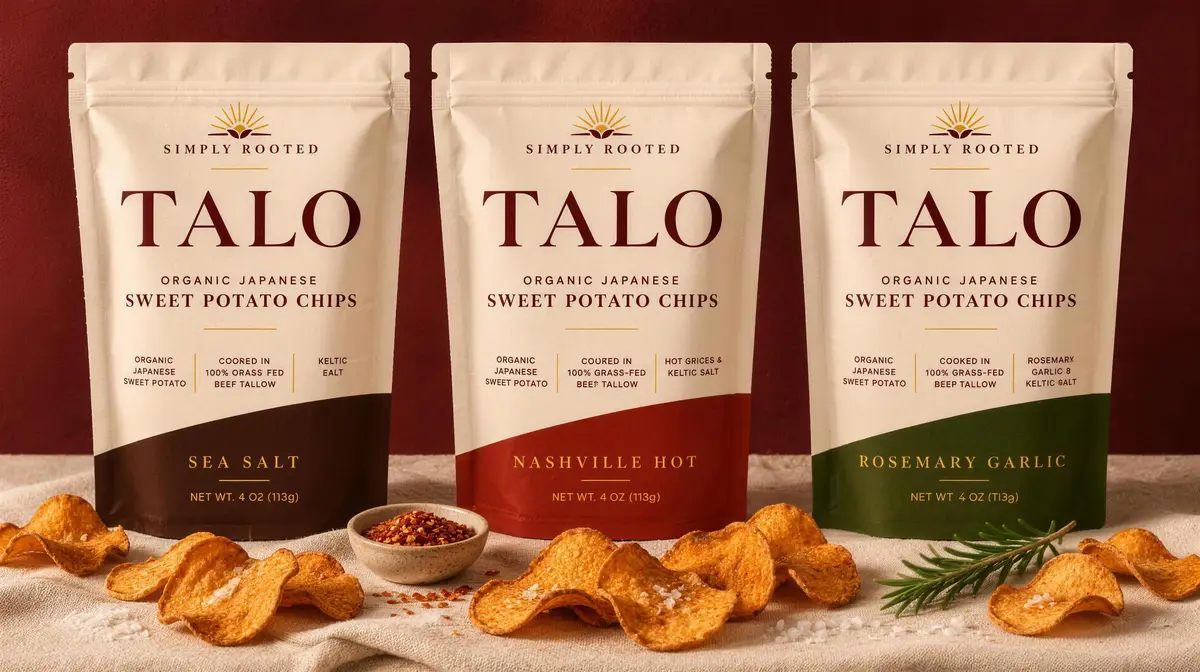 SIMPLY ROOTED
TALO
ORGANIC JAPANESE
SWEET POTATO CHIPS
ORGANIC
JAPANESE
SWEET POTATO
COORED IN
100% ORASS FED
BEEF TALLOW
KELTIC
EALT
SEA SALT
NET WT. 4 OZ (113g)
SIMPLY ROOTED
TALO
ORGANIC JAPANESE
SWEET POTATO CHIPS
ORGANIC
JAPANESE
SWEET POTATO
COOKED IN
100% GRASS-FED
BEEF TALLOW
HOT GRICES &
KELTIC SALT
NASHVILLE HOT
NET WT. 4 OZ (113g)
SIMPLY ROOTED
TALO
ORGANIC JAPANESE
SWEET POTATO CHIPS
ORGANIC
JAPANESE
SWEET POTATO
COOKED IN
100% GRASS-FED
BEEF TALLOW
ROSEMARY
GARLIC &
KELTIC SALT
ROSEMARY GARLIC
NET WT. 4 OZ (113g)